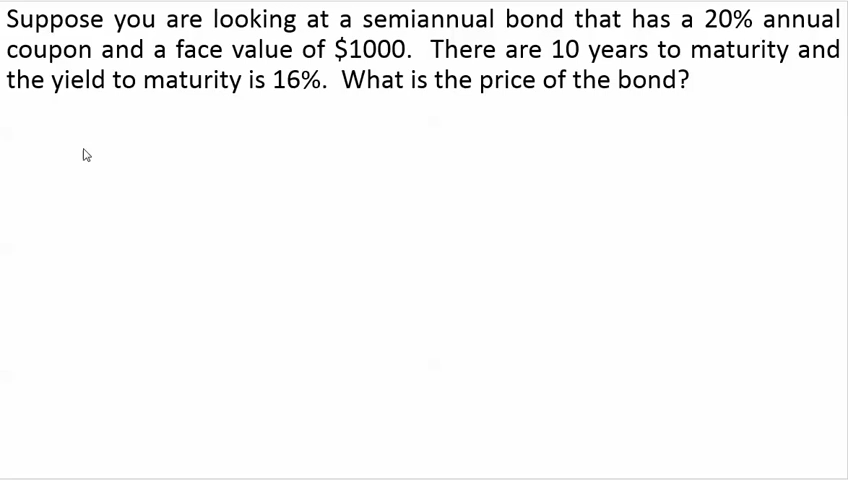 Suppose you are looking at a semiannual bond that has a 20% annual
coupon and a face value of $1000. There are 10 years to maturity and
the yield to maturity is 16%. What is the price of the bond?